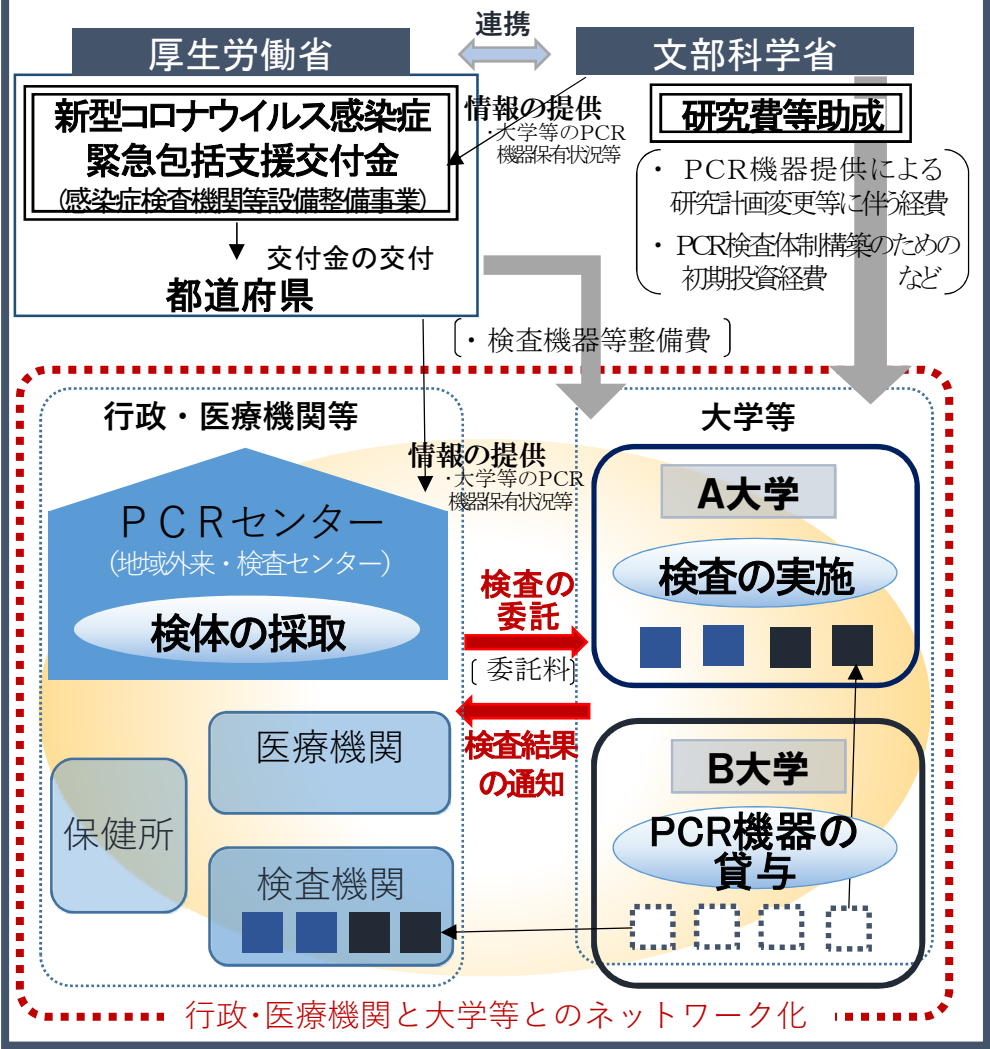 連携
厚生労働省
文部科学省
新型コロナウイルス感染症
緊急包括支援交付金
(感染症検査機関等設備整備事業)
交付金の交付
都道府県
情報の提供
・大学等のPCR
機器保有状況等
研究費等助成
・ PCR機器提供による
研究計画変更等に伴う経費
・ PCR検査体制構築のための
初期投資経費 など
・検査機器等整備費
行政・医療機関等
大学等
情報の提供
・大学等のPCR
機器保有状況等
PCRセンター
(地域外来・検査センター)
検体の採取
検査の
委託
〔委託料〕
検査結果
の通知
A大学
検査の実施
医療機関
保健所
検査機関
B大学
PCR機器の
貸与
行政・医療機関と大学等とのネットワーク化